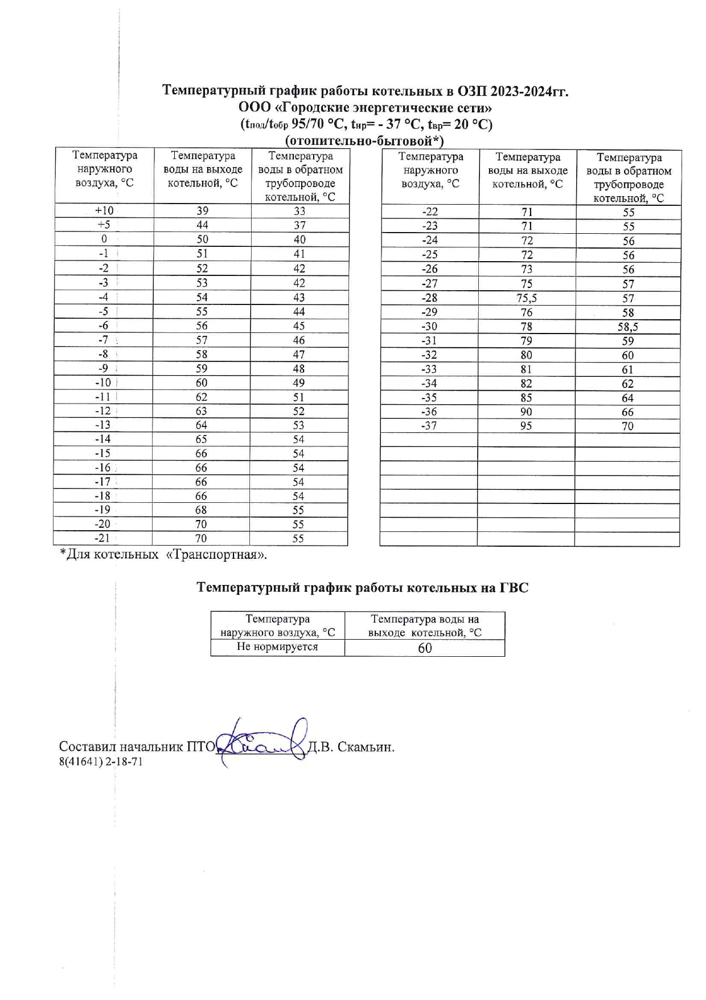 Температурный график работы котельных в ОЗП 2023-2024гг.
ООО «Городские энергетические сети»
(tпод/tобр 95/70 °С, tнр= - 37 °С, tвр= 20 °С)
(отопительно-бытовой*)
Температура наружного воздуха, °С | Температура воды на выходе котельной, °С | Температура воды в обратном трубопроводе котельной, °С
+10 39 33
+5 44 37
0 50 40
-1 51 41
-2 52 42
-3 53 42
-4 54 43
-5 55 44
-6 56 45
-7 57 46
-8 58 47
-9 59 48
-10 60 49
-11 62 51
-12 63 52
-13 64 53
-14 65 54
-15 66 54
-16 66 54
-17 66 54
-18 66 54
-19 68 55
-20 70 55
-21 70 55
Температура наружного воздуха, °С | Температура воды на выходе котельной, °С | Температура воды в обратном трубопроводе котельной, °С
-22 71 55
-23 71 55
-24 72 56
-25 72 56
-26 73 56
-27 75 57
-28 75,5 57
-29 76 58
-30 78 58,5
-31 79 59
-32 80 60
-33 81 61
-34 82 62
-35 85 64
-36 90 66
-37 95 70
*Для котельных «Транспортная».
Температурный график работы котельных на ГВС
Температура наружного воздуха, °С | Температура воды на выходе котельной, °С
Не нормируется 60
Составил начальник ПТО Д.В. Скамьин.
8(41641) 2-18-71